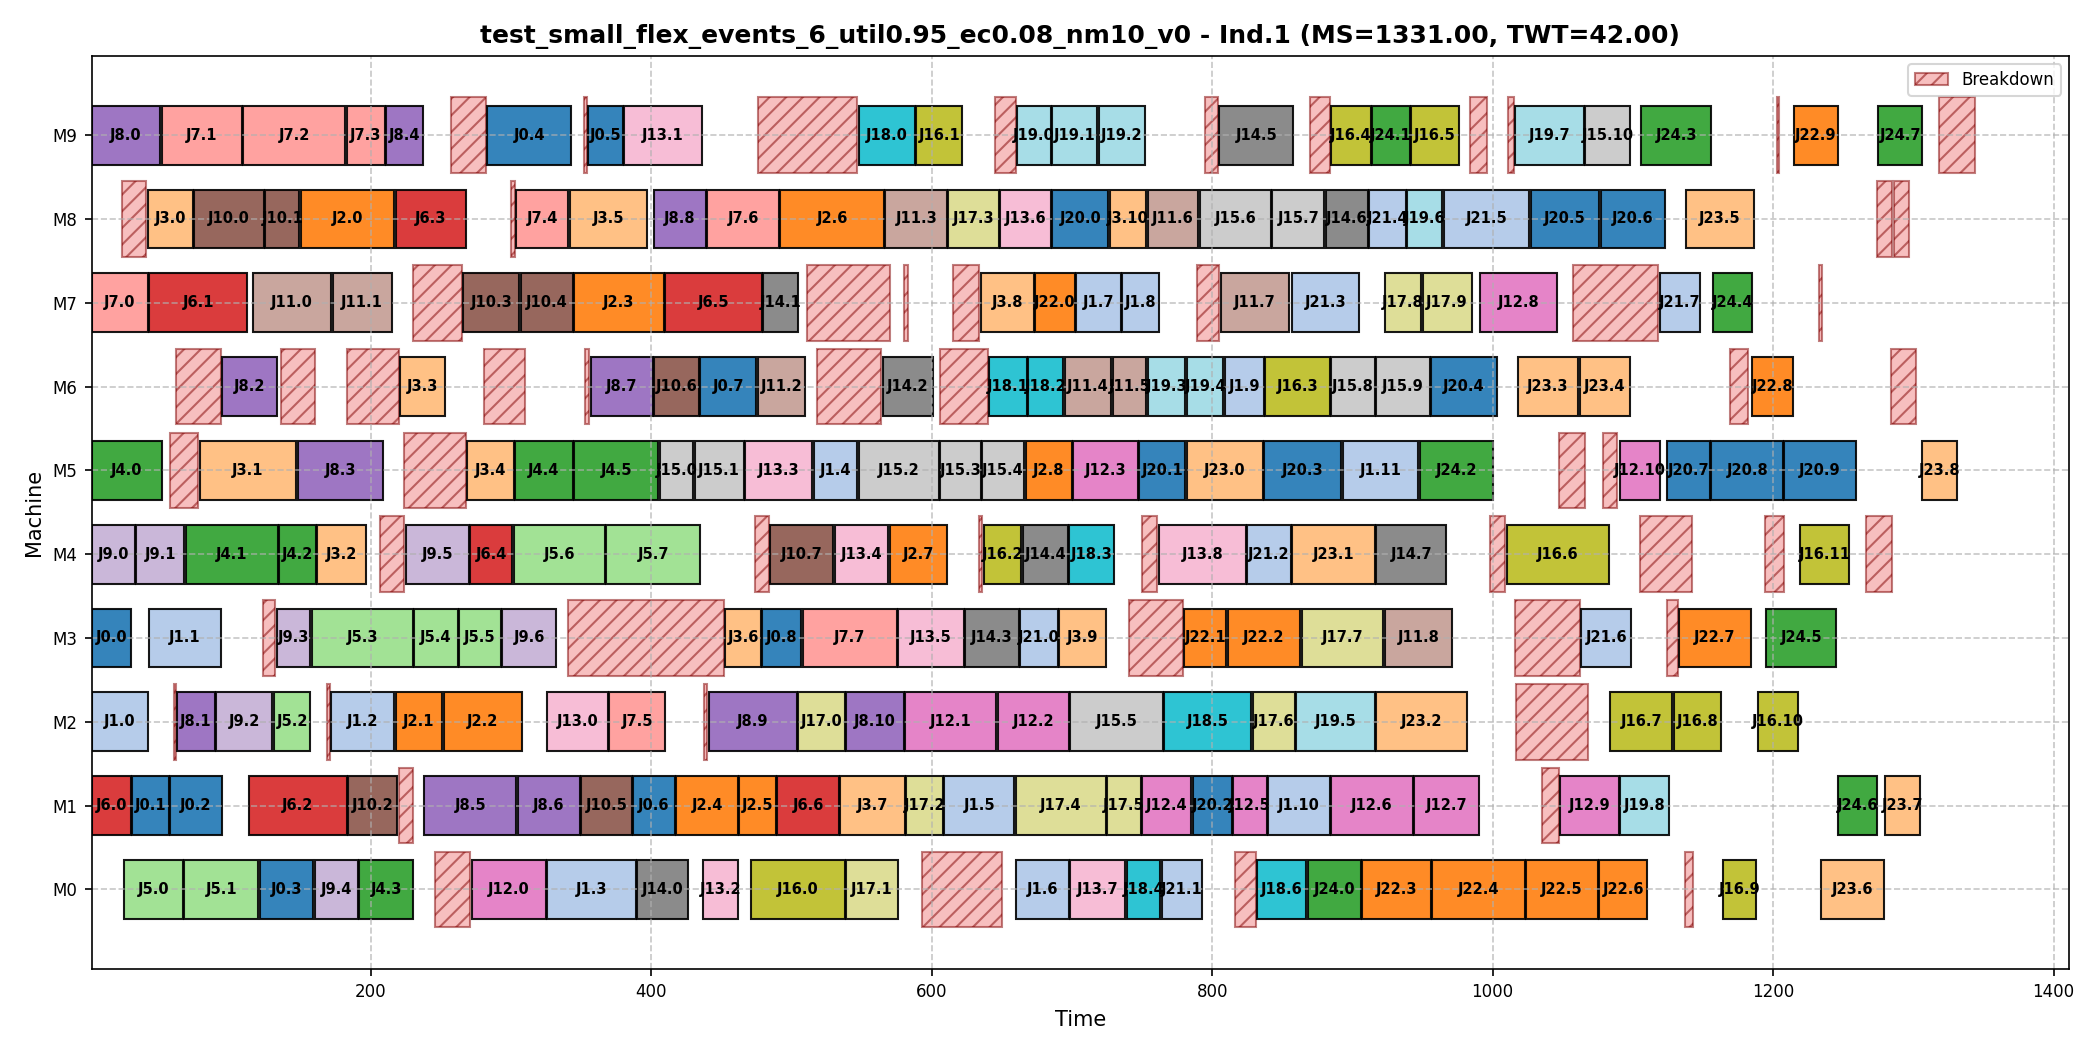 test_small_flex_events_6_util0.95_ec0.08_nm10_v0 - Ind.1 (MS=1331.00, TWT=42.00)
Breakdown
M9 J8.0 J7.1 J7.2 J7.3 J8.4 J0.4 J0.5 J13.1 J18.0 J16.1 J19.0 J19.1 J19.2 J14.5 J16.4 J24.1 J16.5 J19.7 J15.10 J24.3 J22.9 J24.7
M8 J3.0 J10.0 J10.1 J2.0 J6.3 J7.4 J3.5 J8.8 J7.6 J2.6 J11.3 J17.3 J13.6 J20.0 J3.10 J11.6 J15.6 J15.7 J14.6 J21.4 J19.6 J21.5 J20.5 J20.6 J23.5
M7 J7.0 J6.1 J11.0 J11.1 J10.3 J10.4 J2.3 J6.5 J14.1 J3.8 J22.0 J1.7 J1.8 J11.7 J21.3 J17.8 J17.9 J12.8 J21.7 J24.4
M6 J8.2 J3.3 J8.7 J10.6 J0.7 J11.2 J14.2 J18.1 J18.2 J11.4 J11.5 J19.3 J19.4 J1.9 J16.3 J15.8 J15.9 J20.4 J23.3 J23.4 J22.8
M5 J4.0 J3.1 J8.3 J3.4 J4.4 J4.5 J15.0 J15.1 J13.3 J1.4 J15.2 J15.3 J15.4 J2.8 J12.3 J20.1 J23.0 J20.3 J1.11 J24.2 J12.10 J20.7 J20.8 J20.9 J23.8
M4 J9.0 J9.1 J4.1 J4.2 J3.2 J9.5 J6.4 J5.6 J5.7 J10.7 J13.4 J2.7 J16.2 J14.4 J18.3 J13.8 J21.2 J23.1 J14.7 J16.6 J16.11
M3 J0.0 J1.1 J9.3 J5.3 J5.4 J5.5 J9.6 J3.6 J0.8 J7.7 J13.5 J14.3 J21.0 J3.9 J22.1 J22.2 J17.7 J11.8 J21.6 J22.7 J24.5
M2 J1.0 J8.1 J9.2 J5.2 J1.2 J2.1 J2.2 J13.0 J7.5 J8.9 J17.0 J8.10 J12.1 J12.2 J15.5 J18.5 J17.6 J19.5 J23.2 J16.7 J16.8 J16.10
M1 J6.0 J0.1 J0.2 J6.2 J10.2 J8.5 J8.6 J10.5 J0.6 J2.4 J2.5 J6.6 J3.7 J17.2 J1.5 J17.4 J17.5 J12.4 J20.2 J12.5 J1.10 J12.6 J12.7 J12.9 J19.8 J24.6 J23.7
M0 J5.0 J5.1 J0.3 J9.4 J4.3 J12.0 J1.3 J14.0 J13.2 J16.0 J17.1 J1.6 J13.7 J18.4 J21.1 J18.6 J24.0 J22.3 J22.4 J22.5 J22.6 J16.9 J23.6
Machine
200 400 600 800 1000 1200 1400
Time